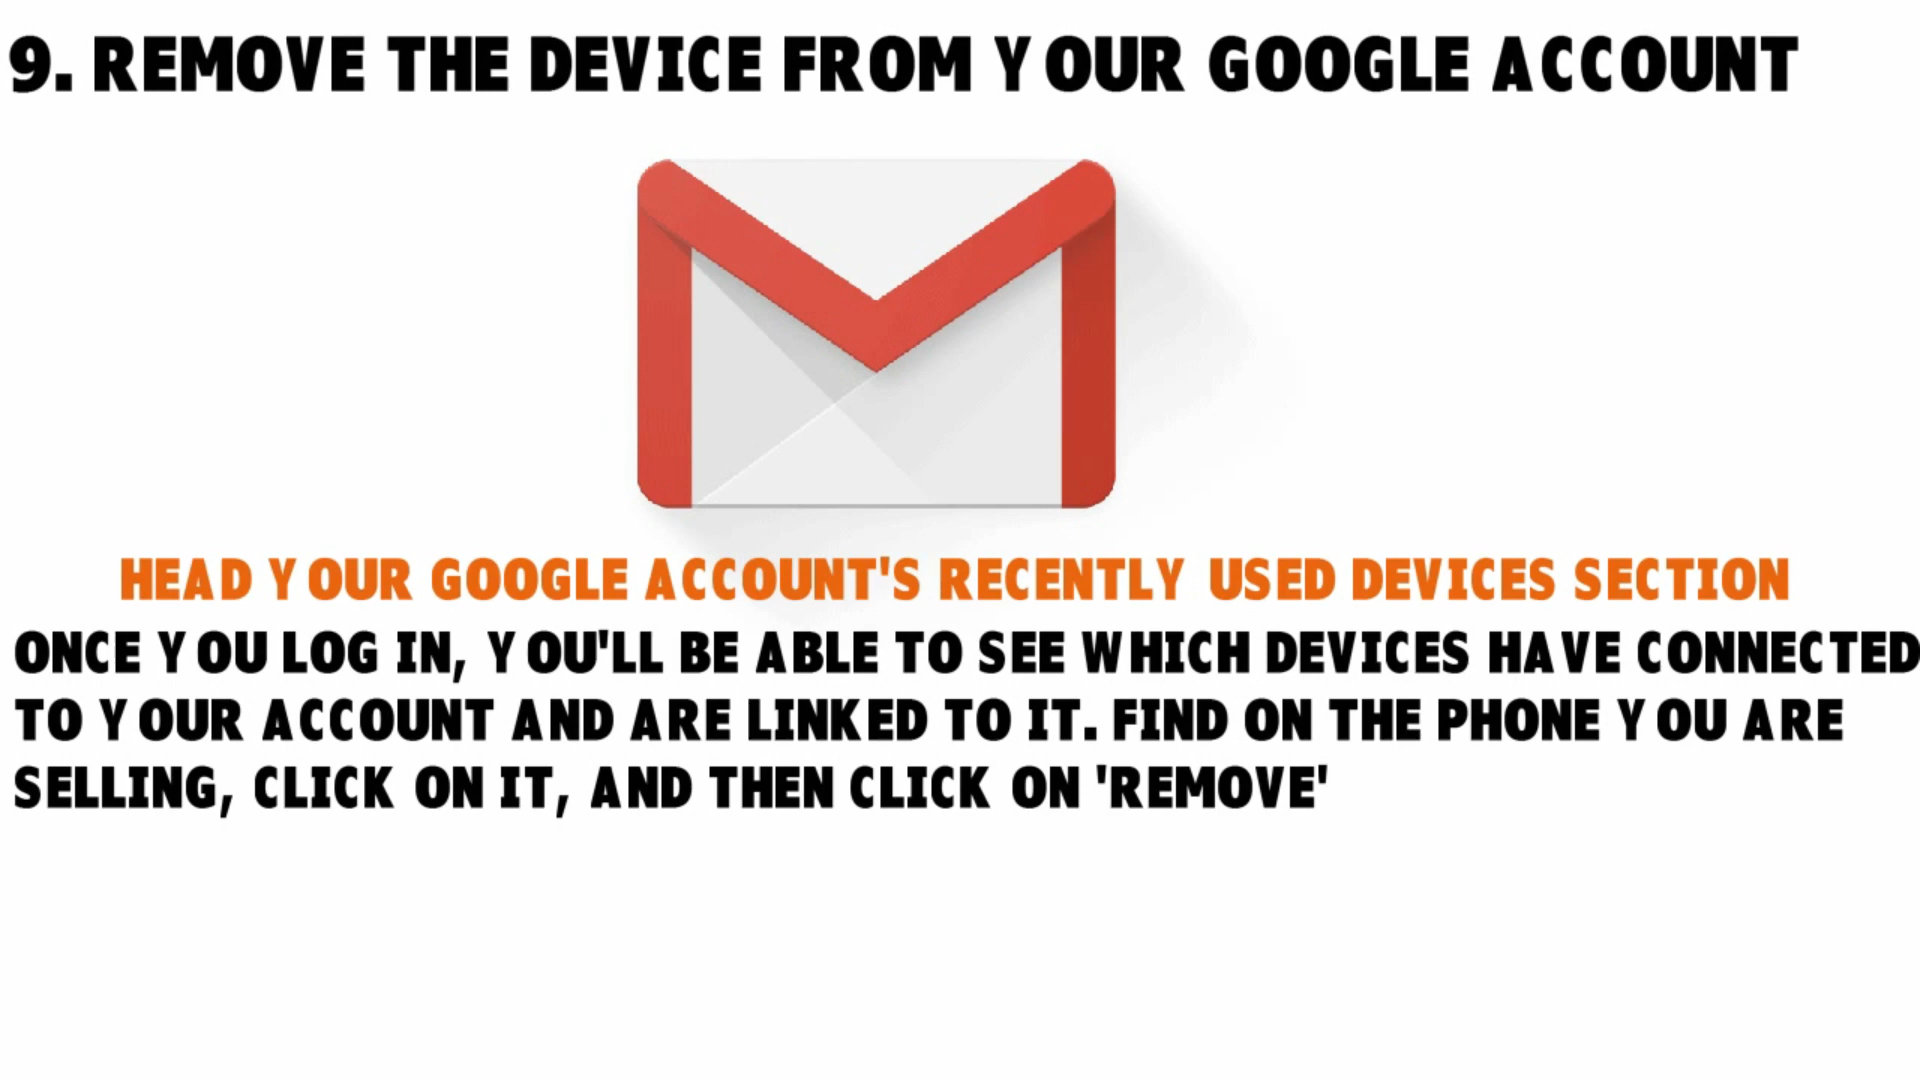 9. REMOVE THE DEVICE FROM YOUR GOOGLE ACCOUNT
HEAD YOUR GOOGLE ACCOUNT'S RECENTLY USED DEVICES SECTION
ONCE YOU LOG IN, YOU'LL BE ABLE TO SEE WHICH DEVICES HAVE CONNECTED
TO YOUR ACCOUNT AND ARE LINKED TO IT. FIND ON THE PHONE YOU ARE
SELLING, CLICK ON IT, AND THEN CLICK ON 'REMOVE'